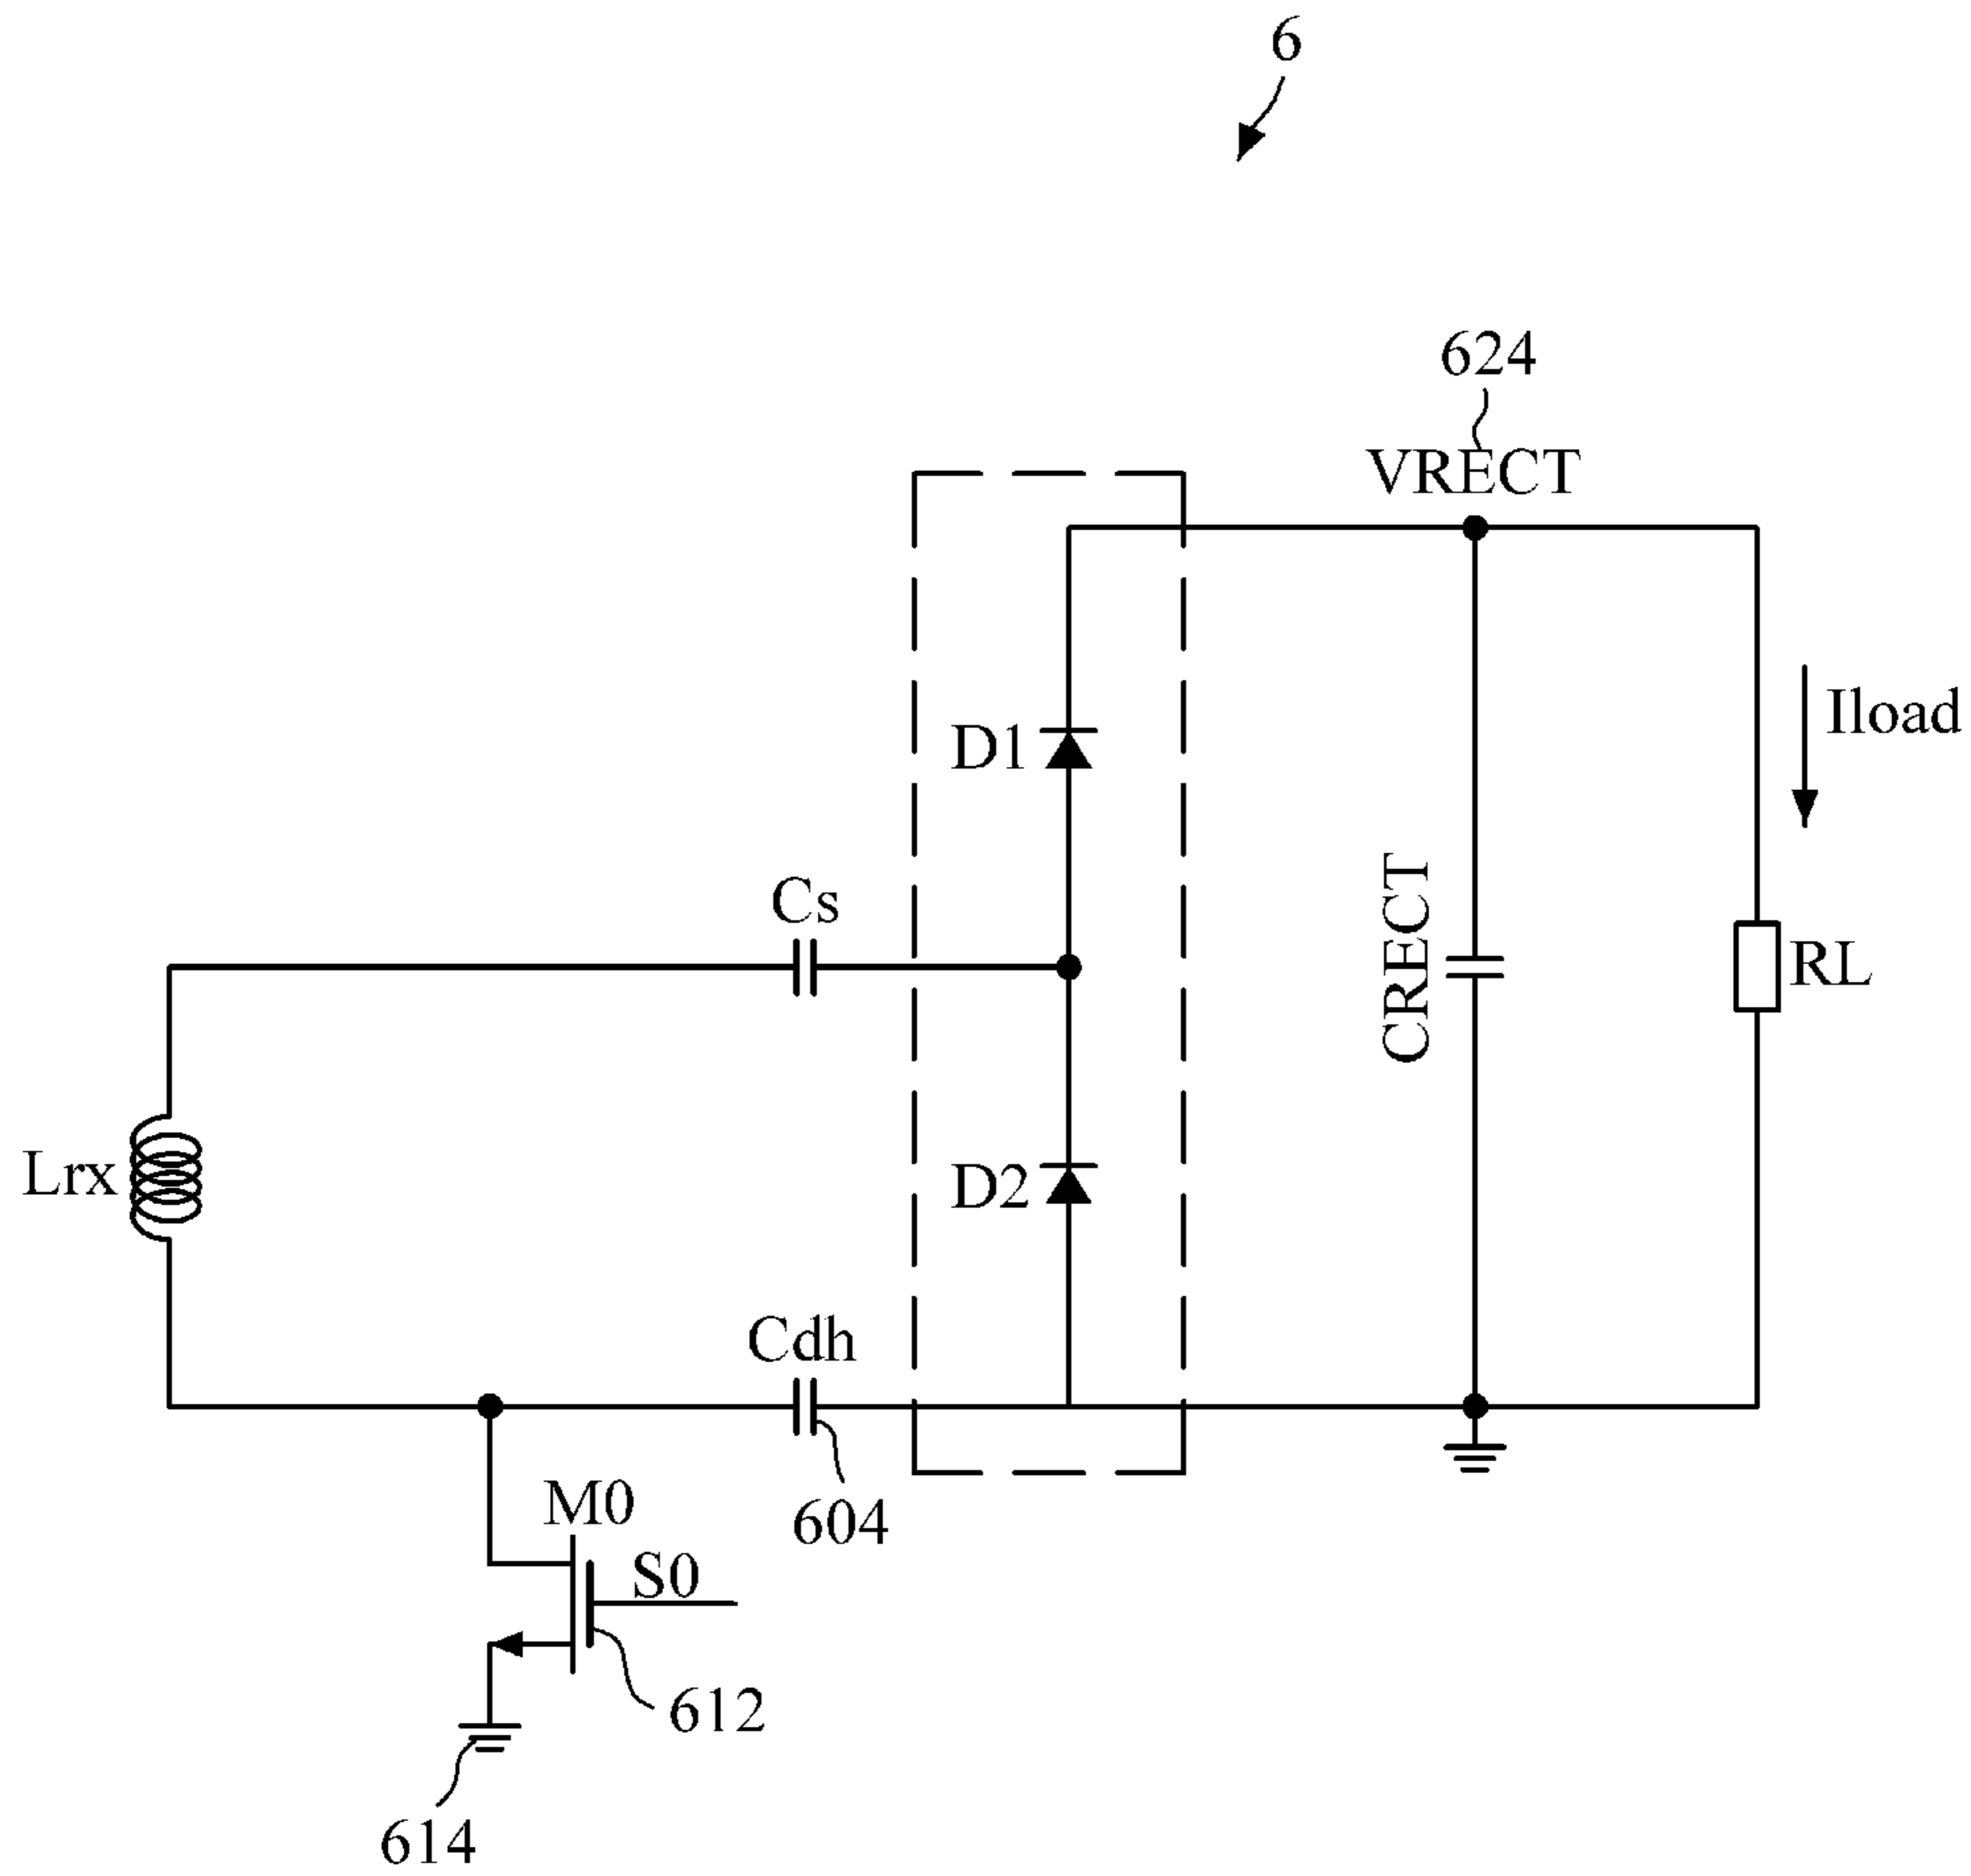 6
624
VRECT
D1
Iload
Cs
CRECT
RL
Lrx
D2
Cdh
M0
604
S0
612
614